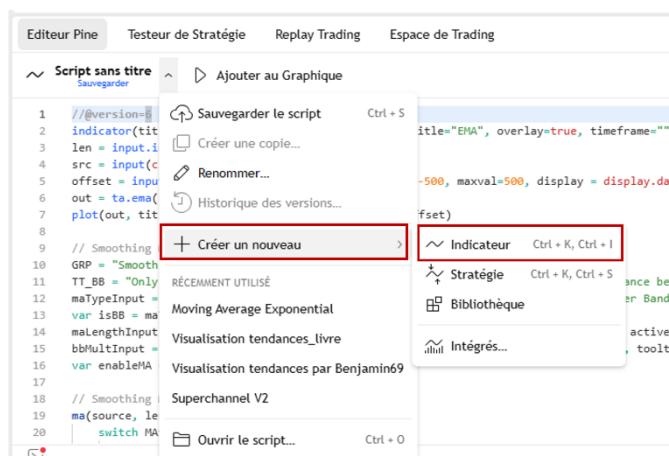 Editeur Pine Testeur de Stratégie Replay Trading Espace de Trading
Script sans titre
Sauvegarder
Ajouter au Graphique
1 //@version=6
2 indicator(tit
itle="EMA", overlay=true, timeframe=""
3 len = input.i
4 src = input(c
5 offset = inpu
-500, maxval=500, display = display.da
6 out = ta.ema(
7 plot(out, tit
fset)
8
9 // Smoothing
10 GRP = "Smooth
11 TT_BB = "Only
ance be
12 maTypeInput =
er Band
13 var isBB = ma
14 maLengthInput
active
15 bbMultInput =
, toolt
16 var enableMA
17
18 // Smoothing
19 ma(source, le
20 switch MA
Sauvegarder le script Ctrl + S
Créer une copie...
Renommer...
Historique des versions...
Créer un nouveau
RÉCEMMENT UTILISÉ
Moving Average Exponential
Visualisation tendances_livre
Visualisation tendances par Benjamin69
Superchannel V2
Ouvrir le script... Ctrl + O
Indicateur Ctrl + K, Ctrl + I
Stratégie Ctrl + K, Ctrl + S
Bibliothèque
Intégrés...